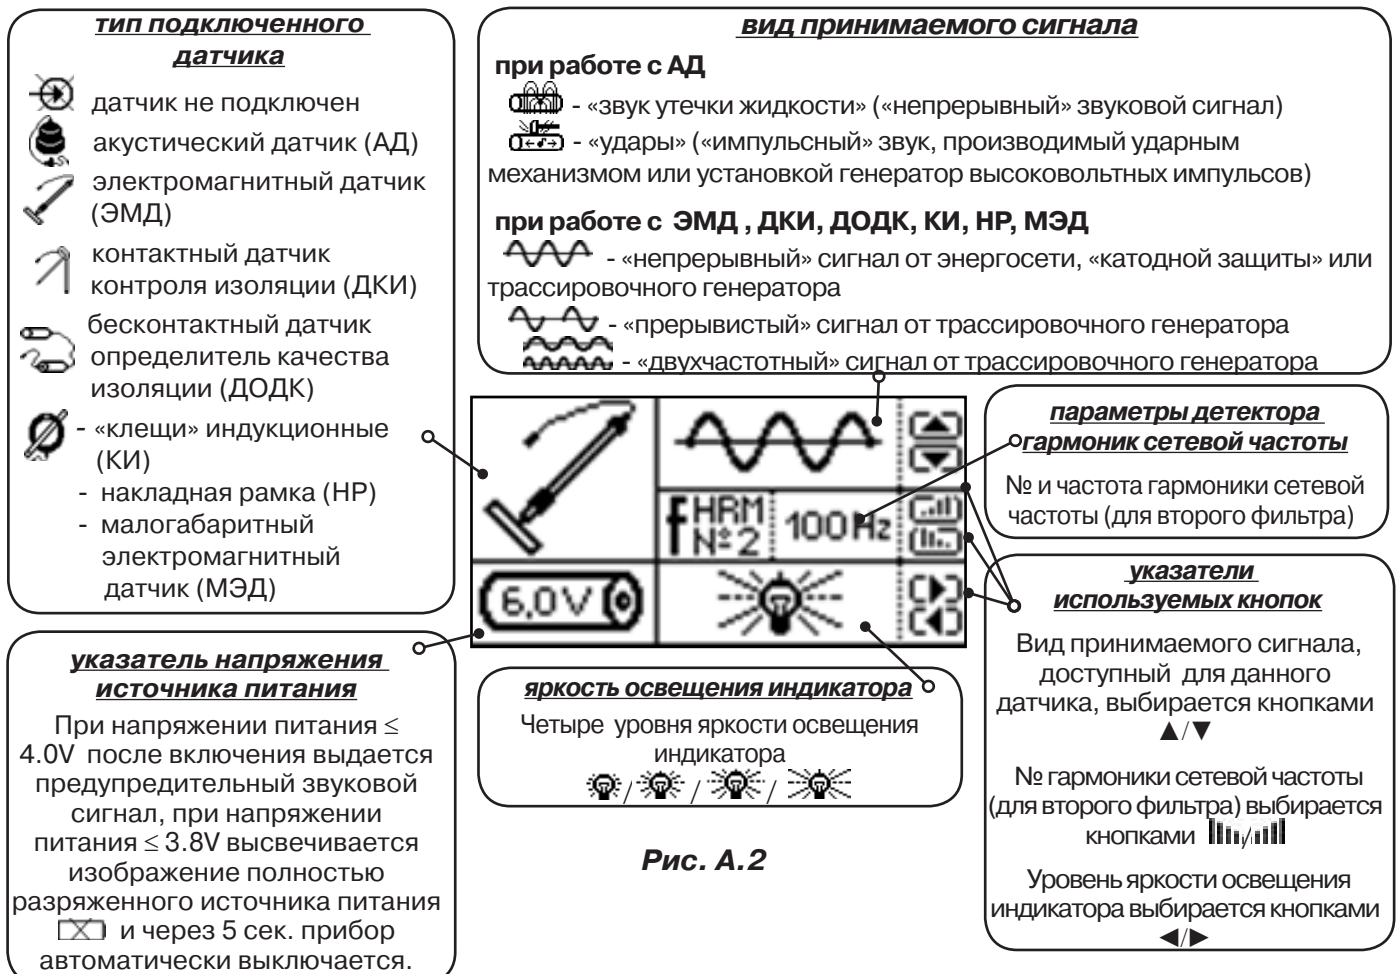 тип подключенного
датчика
датчик не подключен
акустический датчик (АД)
электромагнитный датчик
(ЭМД)
контактный датчик
контроля изоляции (ДКИ)
бесконтактный датчик
определитель качества
изоляции (ДОДК)
- «клещи» индукционные
(КИ)
- накладная рамка (НР)
- малогабаритный
электромагнитный
датчик (МЭД)
вид принимаемого сигнала
при работе с АД
- «звук утечки жидкости» («непрерывный» звуковой сигнал)
- «удары» («импульсный» звук, производимый ударным
механизмом или установкой генератор высоковольтных импульсов)
при работе с ЭМД , ДКИ, ДОДК, КИ, НР, МЭД
- «непрерывный» сигнал от энергосети, «катодной защиты» или
трассировочного генератора
- «прерывистый» сигнал от трассировочного генератора
- «двухчастотный» сигнал от трассировочного генератора
f HRM №2 100 Hz
6,0V
параметры детектора
гармоник сетевой частоты
№ и частота гармоники сетевой
частоты (для второго фильтра)
указатели
используемых кнопок
Вид принимаемого сигнала,
доступный для данного
датчика, выбирается кнопками
▲/▼
№ гармоники сетевой частоты
(для второго фильтра) выбирается
кнопками /
Уровень яркости освещения
индикатора выбирается кнопками
◄/►
указатель напряжения
источника питания
При напряжении питания ≤
4.0V после включения выдается
предупредительный звуковой
сигнал, при напряжении
питания ≤ 3.8V высвечивается
изображение полностью
разряженного источника питания
и через 5 сек. прибор
автоматически выключается.
яркость освещения индикатора
Четыре уровня яркости освещения
индикатора
/ / /
Рис. А.2